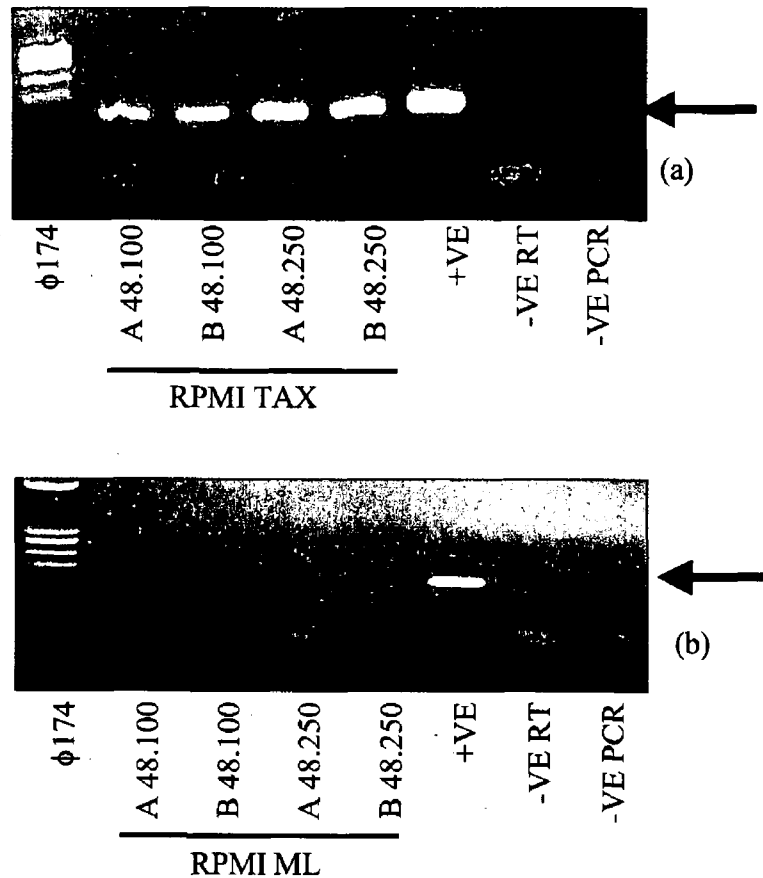 (a)
ϕ174
A 48.100
B 48.100
A 48.250
B 48.250
+VE
-VE RT
-VE PCR
RPMI TAX
(b)
ϕ174
A 48.100
B 48.100
A 48.250
B 48.250
+VE
-VE RT
-VE PCR
RPMI ML